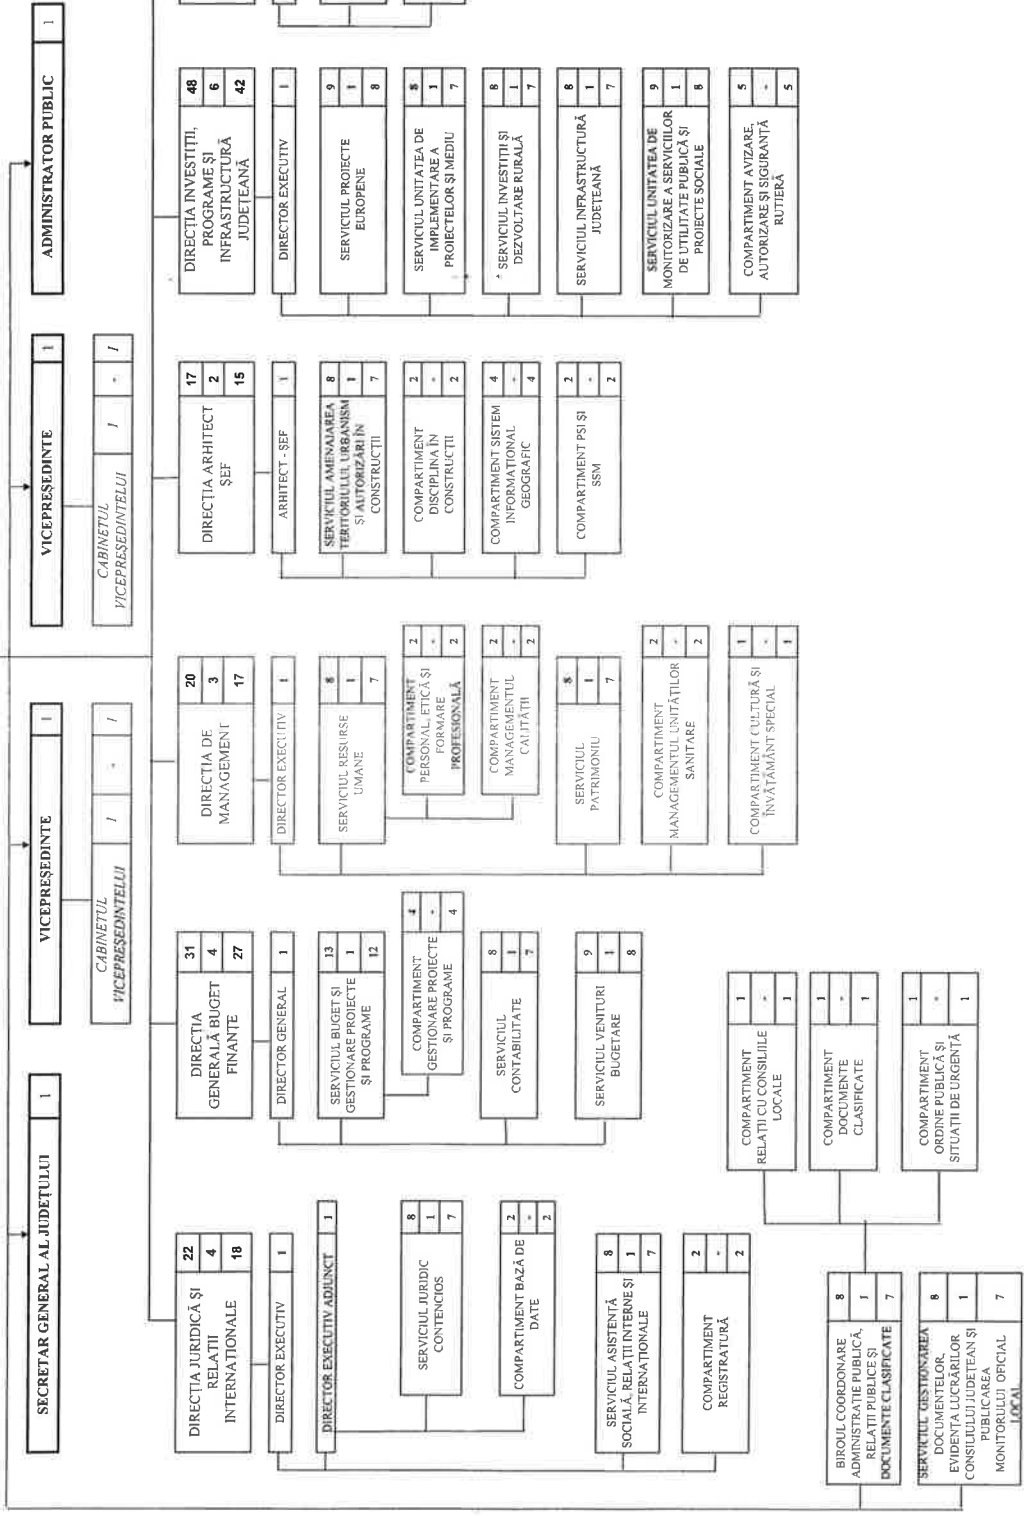 SECRETAR GENERAL AL JUDEȚULUI 1
VICEPREȘEDINTE 1
CABINETUL
VICEPREȘEDINTELUI 1 - 1
VICEPREȘEDINTE 1
CABINETUL
VICEPREȘEDINTELUI 1 - 1
ADMINISTRATOR PUBLIC 1
DIRECȚIA JURIDICĂ ȘI
RELAȚII
INTERNAȚIONALE
22
4
18
DIRECTOR EXECUTIV 1
DIRECTOR EXECUTIV ADJUNCT 1
SERVICIUL JURIDIC
CONTENCIOS
8
1
7
COMPARTIMENT BAZĂ DE
DATE
2
-
2
SERVICIUL ASISTENȚĂ
SOCIALĂ, RELAȚII INTERNE ȘI
INTERNAȚIONALE
8
1
7
COMPARTIMENT
REGISTRATURĂ
2
-
2
BIROUL COORDONARE
ADMINISTRAȚIE PUBLICĂ,
RELAȚII PUBLICE ȘI
DOCUMENTE CLASIFICATE
8
1
7
SERVICIUL GESTIONAREA
DOCUMENTELOR,
EVIDENȚA LUCRĂRILOR
CONSILIULUI JUDEȚEAN ȘI
PUBLICAREA
MONITORULUI OFICIAL
LOCAL
8
1
7
COMPARTIMENT
RELAȚII CU CONSILIILE
LOCALE
1
-
1
COMPARTIMENT
DOCUMENTE
CLASIFICATE
1
-
1
COMPARTIMENT
ORDINE PUBLICĂ ȘI
SITUAȚII DE URGENȚĂ
1
-
1
DIRECȚIA
GENERALĂ BUGET
FINANȚE
31
4
27
DIRECTOR GENERAL 1
SERVICIUL BUGET ȘI
GESTIONARE PROIECTE
ȘI PROGRAME
13
1
12
COMPARTIMENT
GESTIONARE PROIECTE
ȘI PROGRAME
4
-
4
SERVICIUL
CONTABILITATE
8
1
7
SERVICIUL VENITURI
BUGETARE
9
1
8
DIRECȚIA DE
MANAGEMENT
20
3
17
DIRECTOR EXECUTIV 1
SERVICIUL RESURSE
UMANE
8
1
7
COMPARTIMENT
PERSONAL, ETICĂ ȘI
FORMARE
PROFESIONALĂ
2
-
2
COMPARTIMENT
MANAGEMENTUL
CALITĂȚII
2
-
2
SERVICIUL
PATRIMONIU
8
1
7
COMPARTIMENT
MANAGEMENTUL UNITĂȚILOR
SANITARE
2
-
2
COMPARTIMENT CULTURĂ ȘI
ÎNVĂȚĂMÂNT SPECIAL
1
-
1
DIRECȚIA ARHITECT
ȘEF
17
2
15
ARHITECT - ȘEF 1
SERVICIUL AMENAJAREA
TERITORIULUI, URBANISM
ȘI AUTORIZĂRI ÎN
CONSTRUCȚII
8
1
7
COMPARTIMENT
DISCIPLINA ÎN
CONSTRUCȚII
2
-
2
COMPARTIMENT SISTEM
INFORMAȚIONAL
GEOGRAFIC
4
-
4
COMPARTIMENT PSI ȘI
SSM
2
-
2
DIRECȚIA INVESTIȚII,
PROGRAME ȘI
INFRASTRUCTURĂ
JUDEȚEANĂ
48
6
42
DIRECTOR EXECUTIV 1
SERVICIUL PROIECTE
EUROPENE
9
1
8
SERVICIUL UNITATEA DE
IMPLEMENTARE A
PROIECTELOR ȘI MEDIU
8
1
7
SERVICIUL INVESTIȚII ȘI
DEZVOLTARE RURALĂ
8
1
7
SERVICIUL INFRASTRUCTURĂ
JUDEȚEANĂ
8
1
7
SERVICIUL UNITATEA DE
MONITORIZARE A SERVICIILOR
DE UTILITATE PUBLICĂ ȘI
PROIECTE SOCIALE
9
1
8
COMPARTIMENT AVIZARE,
AUTORIZARE ȘI SIGURANȚĂ
RUTIERĂ
5
-
5